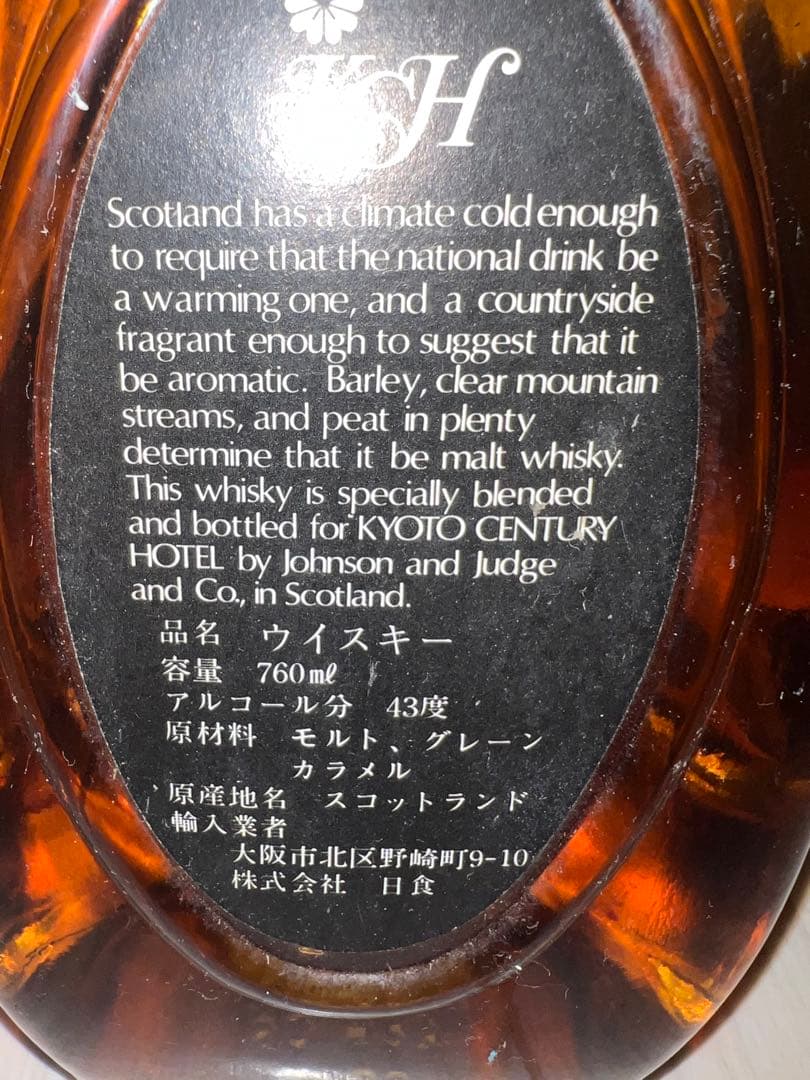 KCH
Scotland has a climate cold enough
to require that the national drink be
a warming one, and a countryside
fragrant enough to suggest that it
be aromatic. Barley, clear mountain
streams, and peat in plenty
determine that it be malt whisky.
This whisky is specially blended
and bottled for KYOTO CENTURY
HOTEL by Johnson and Judge
and Co., in Scotland.
品名 ウイスキー
容量 760㎖
アルコール分 43度
原材料 モルト、グレーン
カラメル
原産地名 スコットランド
輸入業者
大阪市北区野崎町9-10
株式会社 日食